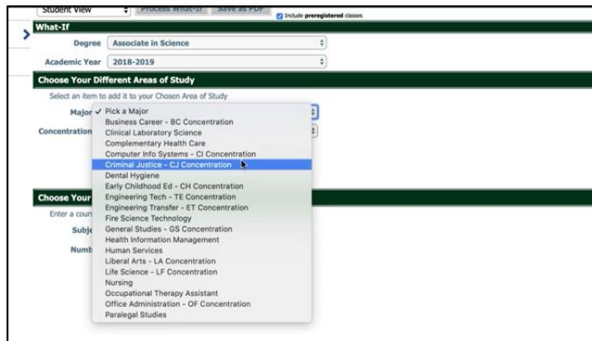 Student View Process What-If Save as PDF Include preregistered classes
What-If
Degree Associate in Science
Academic Year 2018-2019
Choose Your Different Areas of Study
Select an item to add it to your Chosen Area of Study
Major ✓ Pick a Major
Business Career - BC Concentration
Clinical Laboratory Science
Complementary Health Care
Concentration
Computer Info Systems - CI Concentration
Criminal Justice - CJ Concentration
Dental Hygiene
Early Childhood Ed - CH Concentration
Choose Your
Engineering Tech - TE Concentration
Engineering Transfer - ET Concentration
Enter a cour
Fire Science Technology
Subje
General Studies - GS Concentration
Health Information Management
Numb
Human Services
Liberal Arts - LA Concentration
Life Science - LF Concentration
Nursing
Occupational Therapy Assistant
Office Administration - OF Concentration
Paralegal Studies